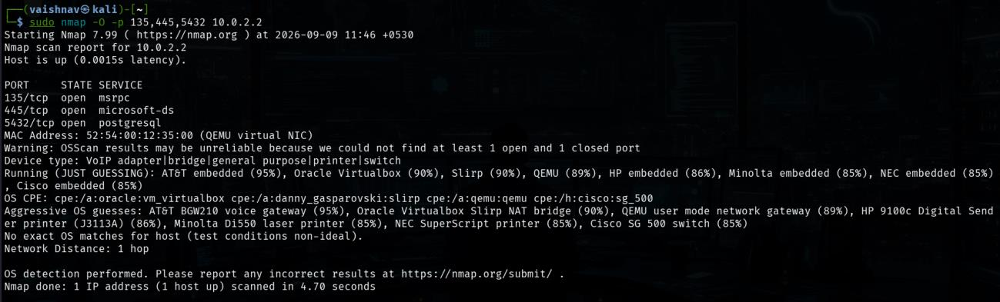 ┌──(vaishnav㉿kali)-[~]
└─$ sudo nmap -O -p 135,445,5432 10.0.2.2
Starting Nmap 7.99 ( https://nmap.org ) at 2026-09-09 11:46 +0530
Nmap scan report for 10.0.2.2
Host is up (0.0015s latency).

PORT     STATE SERVICE
135/tcp  open  msrpc
445/tcp  open  microsoft-ds
5432/tcp open  postgresql
MAC Address: 52:54:00:12:35:00 (QEMU virtual NIC)
Warning: OSScan results may be unreliable because we could not find at least 1 open and 1 closed port
Device type: VoIP adapter|bridge|general purpose|printer|switch
Running (JUST GUESSING): AT&T embedded (95%), Oracle Virtualbox (90%), Slirp (90%), QEMU (89%), HP embedded (86%), Minolta embedded (85%), NEC embedded (85%)
, Cisco embedded (85%)
OS CPE: cpe:/a:oracle:vm_virtualbox cpe:/a:danny_gasparovski:slirp cpe:/a:qemu:qemu cpe:/h:cisco:sg_500
Aggressive OS guesses: AT&T BGW210 voice gateway (95%), Oracle Virtualbox Slirp NAT bridge (90%), QEMU user mode network gateway (89%), HP 9100c Digital Send
er printer (J3113A) (86%), Minolta Di550 laser printer (85%), NEC SuperScript printer (85%), Cisco SG 500 switch (85%)
No exact OS matches for host (test conditions non-ideal).
Network Distance: 1 hop

OS detection performed. Please report any incorrect results at https://nmap.org/submit/ .
Nmap done: 1 IP address (1 host up) scanned in 4.70 seconds